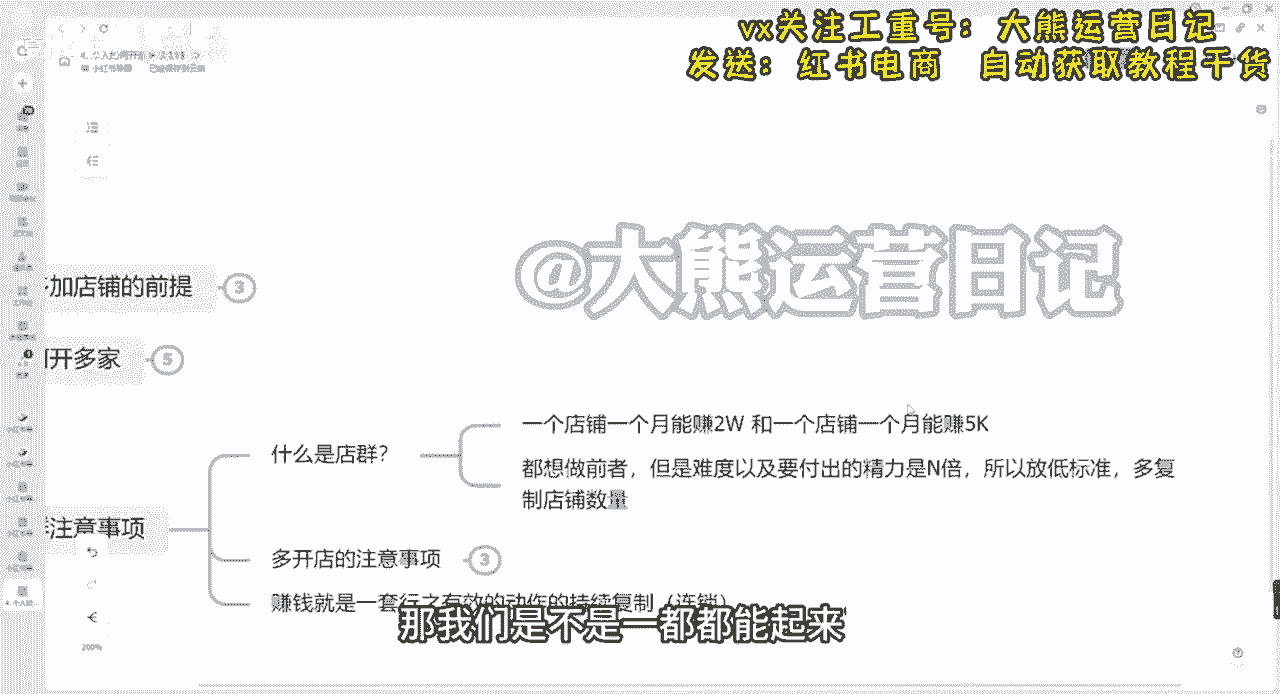 vx关注工重号：大熊运营日记
发送：红书电商 自动获取教程干货
@大熊运营日记
加店铺的前提
3
开多家
5
一个店铺一个月能赚2W 和一个店铺一个月能赚5K
什么是店群？
都想做前者，但是难度以及要付出的精力是N倍，所以放低标准，多复
制店铺数量
注意事项
多开店的注意事项
3
赚钱就是一套行之有效的动作的持续复制（连锁）
那我们是不是一都都能起来
200%